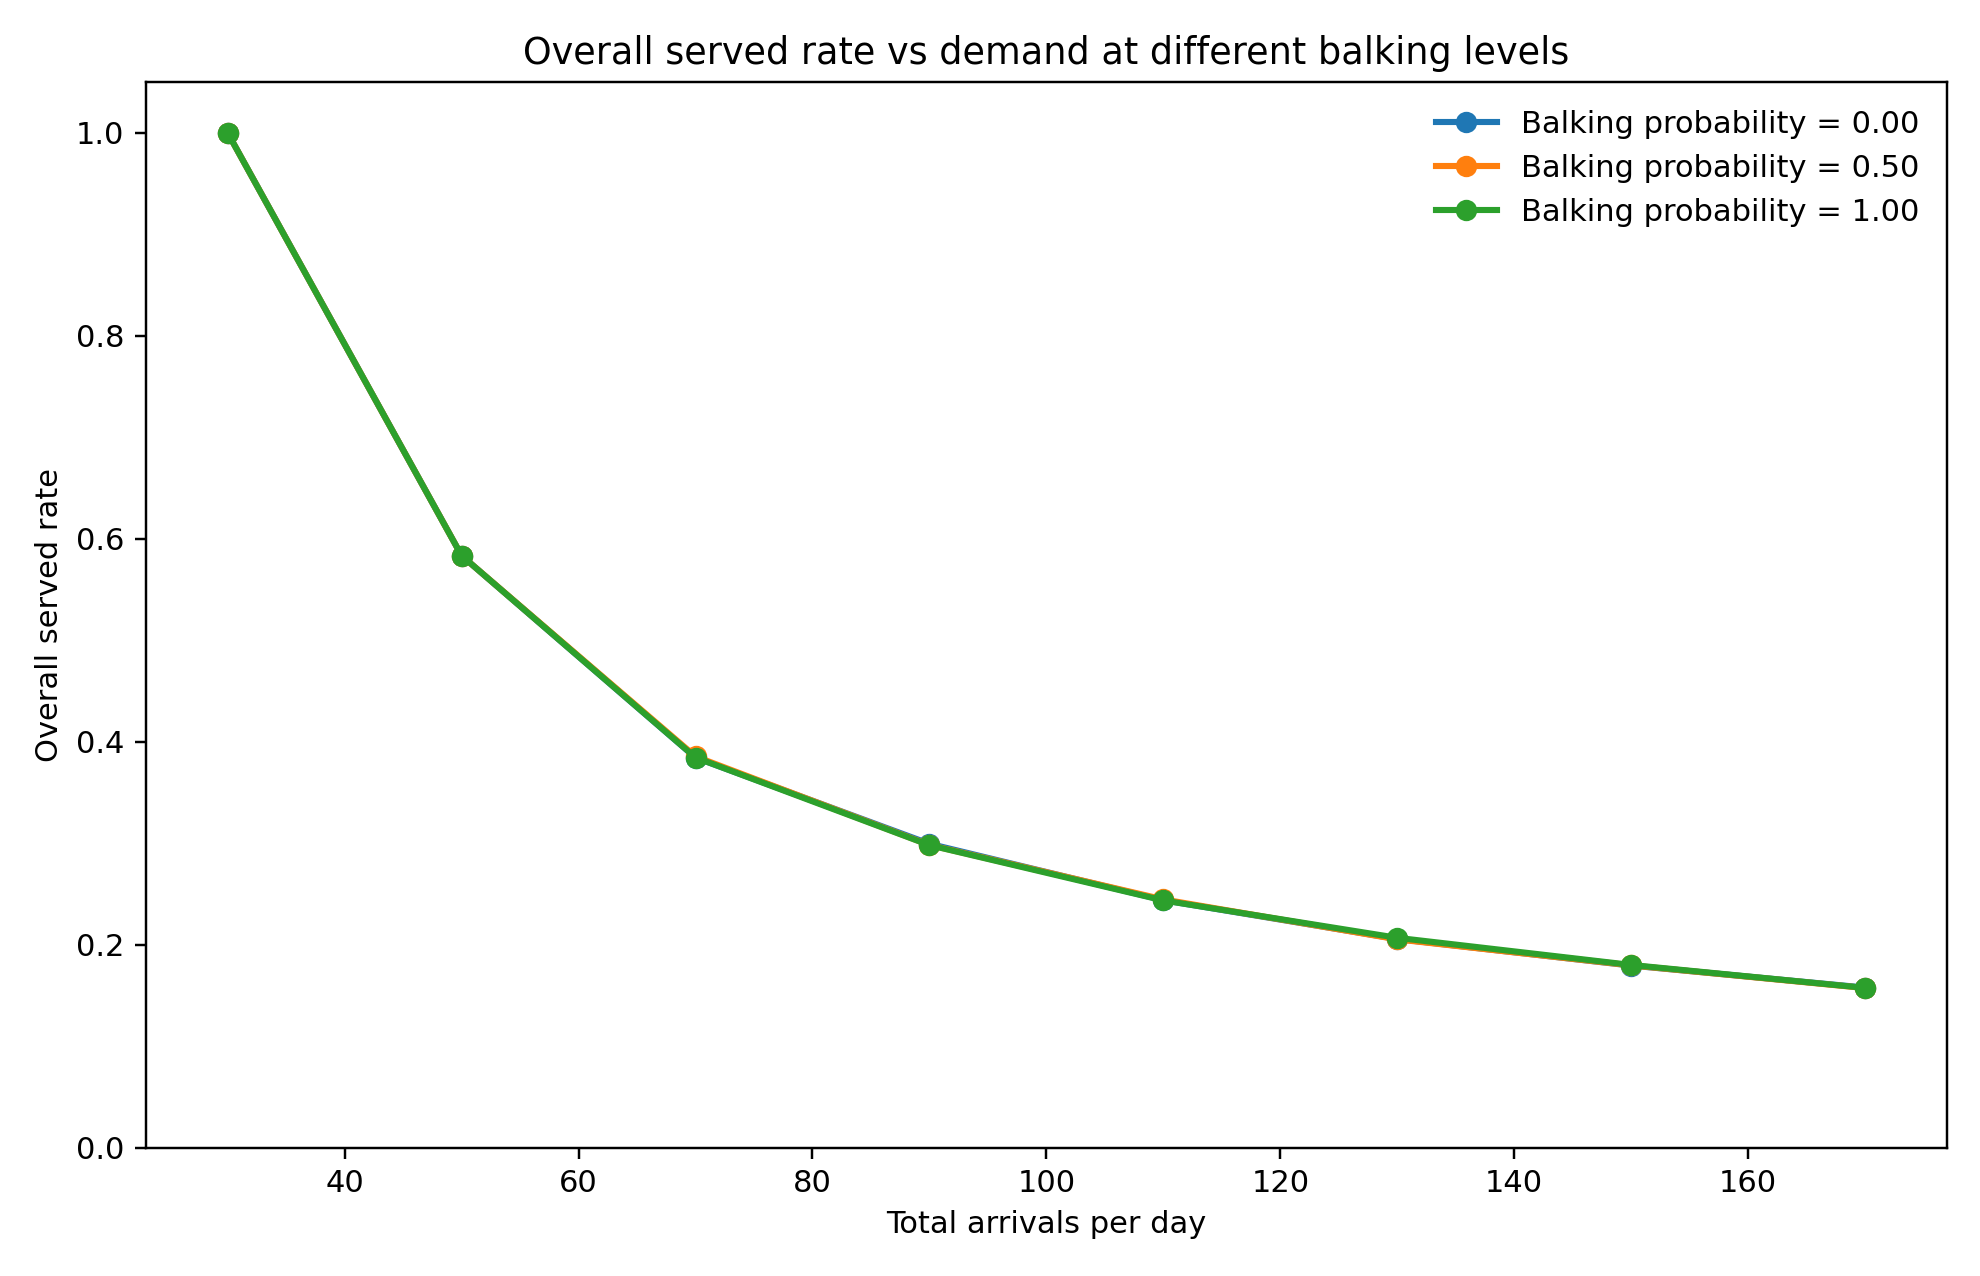 Overall served rate vs demand at different balking levels
Balking probability = 0.00
Balking probability = 0.50
Balking probability = 1.00
Overall served rate
1.0
0.8
0.6
0.4
0.2
0.0
40 60 80 100 120 140 160
Total arrivals per day